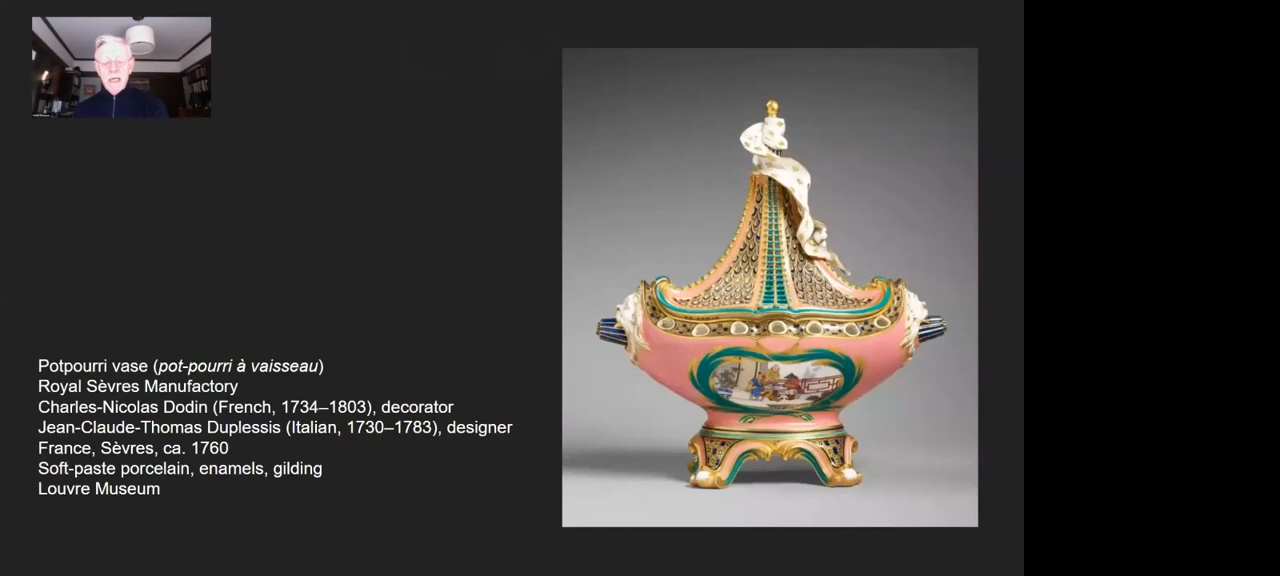 Potpourri vase (pot-pourri à vaisseau)
Royal Sèvres Manufactory
Charles-Nicolas Dodin (French, 1734–1803), decorator
Jean-Claude-Thomas Duplessis (Italian, 1730–1783), designer
France, Sèvres, ca. 1760
Soft-paste porcelain, enamels, gilding
Louvre Museum